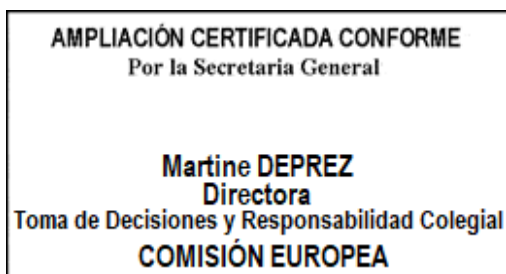 AMPLIACIÓN CERTIFICADA CONFORME
Por la Secretaria General
Martine DEPREZ
Directora
Toma de Decisiones y Responsabilidad Colegial
COMISIÓN EUROPEA